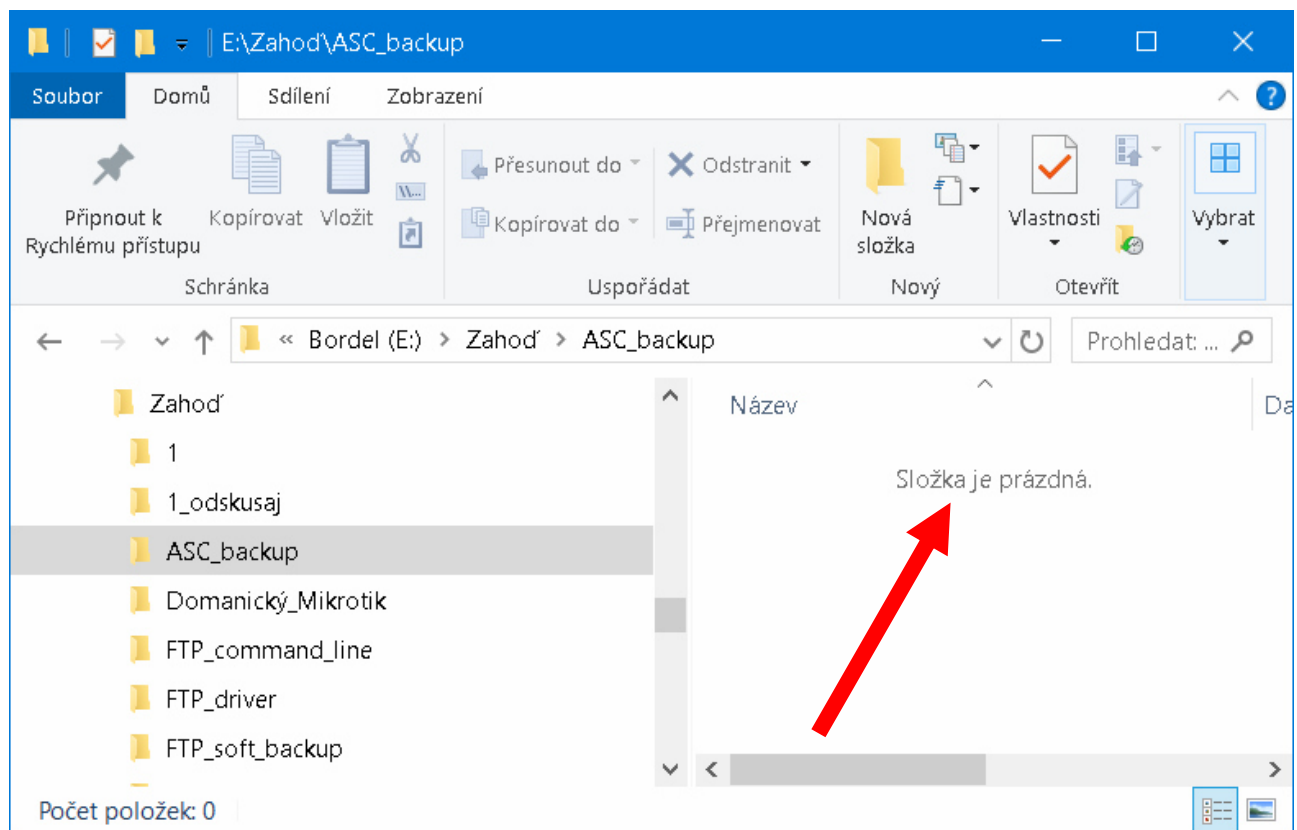 E:\Zahoď\ASC_backup
Soubor Domů Sdílení Zobrazení
Připnout k
Rychlému přístupu
Kopírovat
Vložit
Schránka
Přesunout do
Kopírovat do
Odstranit
Přejmenovat
Uspořádat
Nová
složka
Nový
Vlastnosti
Otevřít
Vybrat
« Bordel (E:) > Zahoď > ASC_backup
Prohledat: ...
Zahoď
1
1_odskusaj
ASC_backup
Domanický_Mikrotik
FTP_command_line
FTP_driver
FTP_soft_backup
Název
Da
Složka je prázdná.
Počet položek: 0